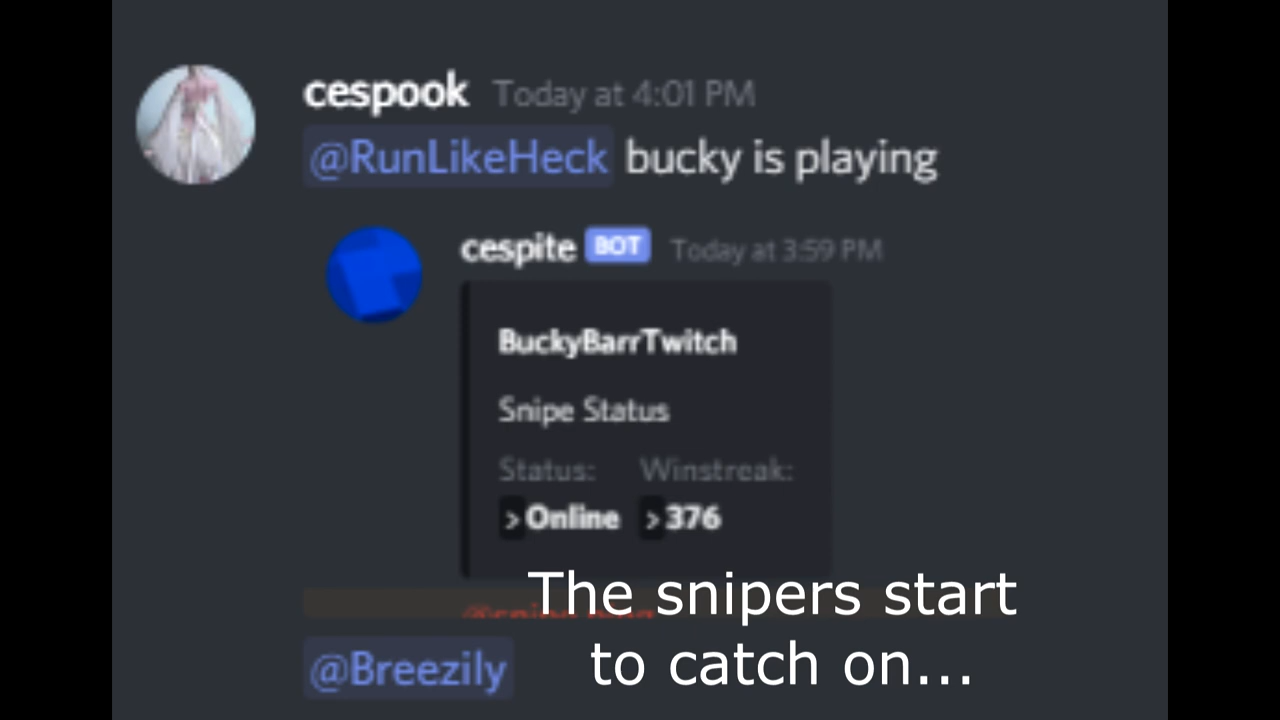 cespook Today at 4:01 PM
@RunLikeHeck bucky is playing
cespite BOT Today at 3:59 PM
BuckyBarrTwitch
Snipe Status
Status: Winstreak:
>Online >376
The snipers start
@Breezily to catch on...